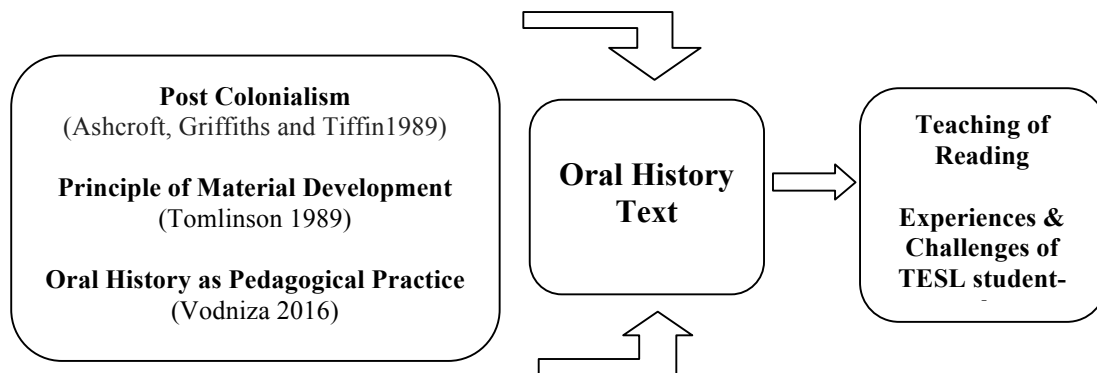 Post Colonialism
(Ashcroft, Griffiths and Tiffin1989)
Principle of Material Development
(Tomlinson 1989)
Oral History as Pedagogical Practice
(Vodniza 2016)
Oral History
Text
Teaching of
Reading
Experiences &
Challenges of
TESL student-